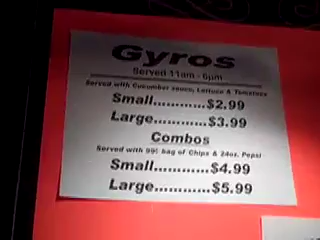 Gyros
Served 11am - 6pm
Served with Cucumber sauce, Lettuce & Tomatoes
Small............$2.99
Large............$3.99
Combos
Served with 99¢ bag of Chips & 24oz. Pepsi
Small............$4.99
Large............$5.99